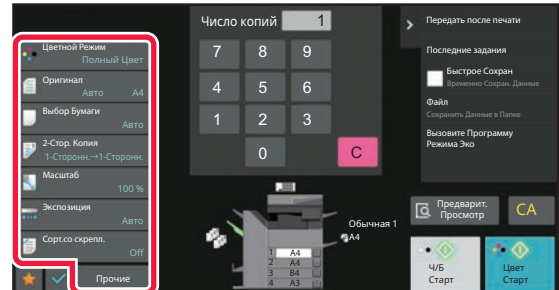 Цветной Режим
Полный Цвет
Оригинал
Авто A4
Выбор Бумаги
Авто
2-Стор. Копия
1-Сторонн.→1-Сторонн.
Масштаб
100 %
Экспозиция
Авто
Сорт.со скрепл.
Off
Прочие
Число копий 1
7 8 9
4 5 6
1 2 3
0 C
Обычная 1
A4
1 A4
2 A4
3 B4
4 A3
Передать после печати
Последние задания
Быстрое Сохран
Временно Сохран. Данные
Файл
Сохранить Данные в Папке
Вызовите Программу
Режима Эко
Предварит.
Просмотр
CA
Ч/Б
Старт
Цвет
Старт